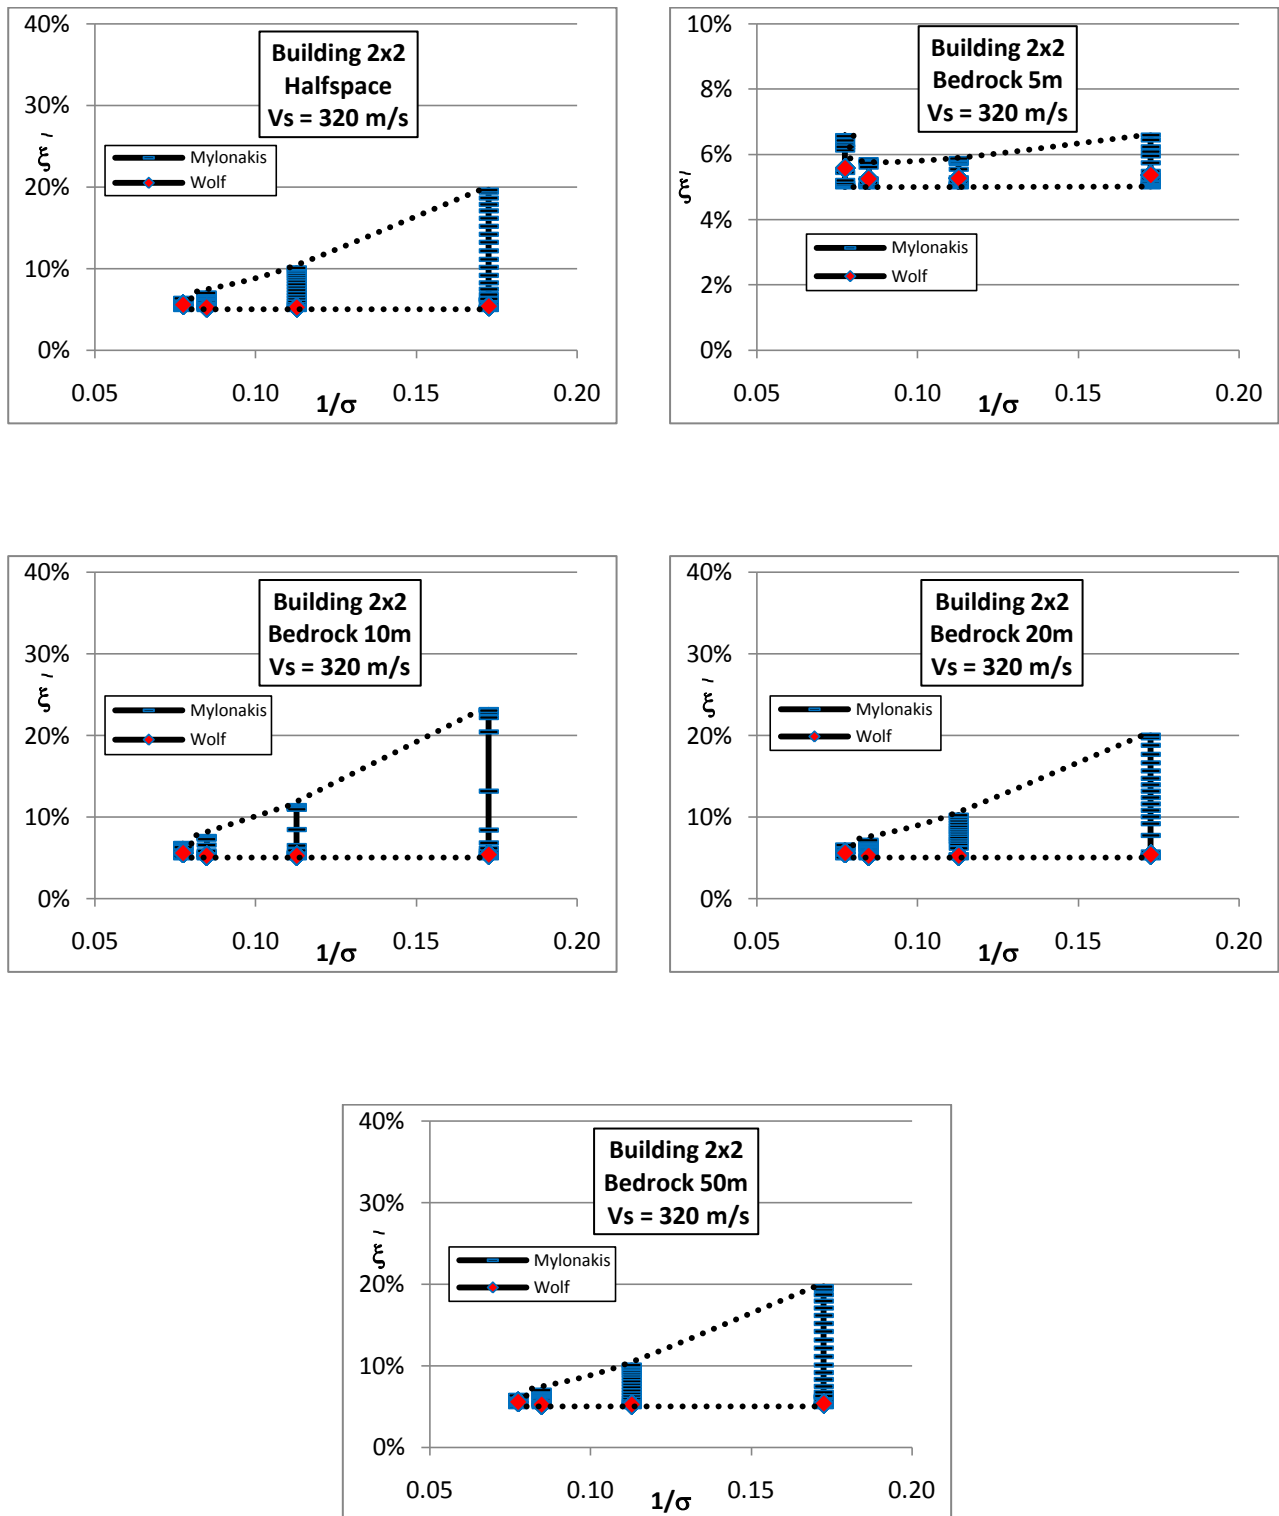 40%
30%
20%
10%
0%
ξ̃
Building 2x2
Halfspace
Vs = 320 m/s
Mylonakis
Wolf
0.05 0.10 0.15 0.20
1/σ
10%
8%
6%
4%
2%
0%
ξ̃
Building 2x2
Bedrock 5m
Vs = 320 m/s
Mylonakis
Wolf
0.05 0.10 0.15 0.20
1/σ
40%
30%
20%
10%
0%
ξ̃
Building 2x2
Bedrock 10m
Vs = 320 m/s
Mylonakis
Wolf
0.05 0.10 0.15 0.20
1/σ
40%
30%
20%
10%
0%
ξ̃
Building 2x2
Bedrock 20m
Vs = 320 m/s
Mylonakis
Wolf
0.05 0.10 0.15 0.20
1/σ
40%
30%
20%
10%
0%
ξ̃
Building 2x2
Bedrock 50m
Vs = 320 m/s
Mylonakis
Wolf
0.05 0.10 0.15 0.20
1/σ